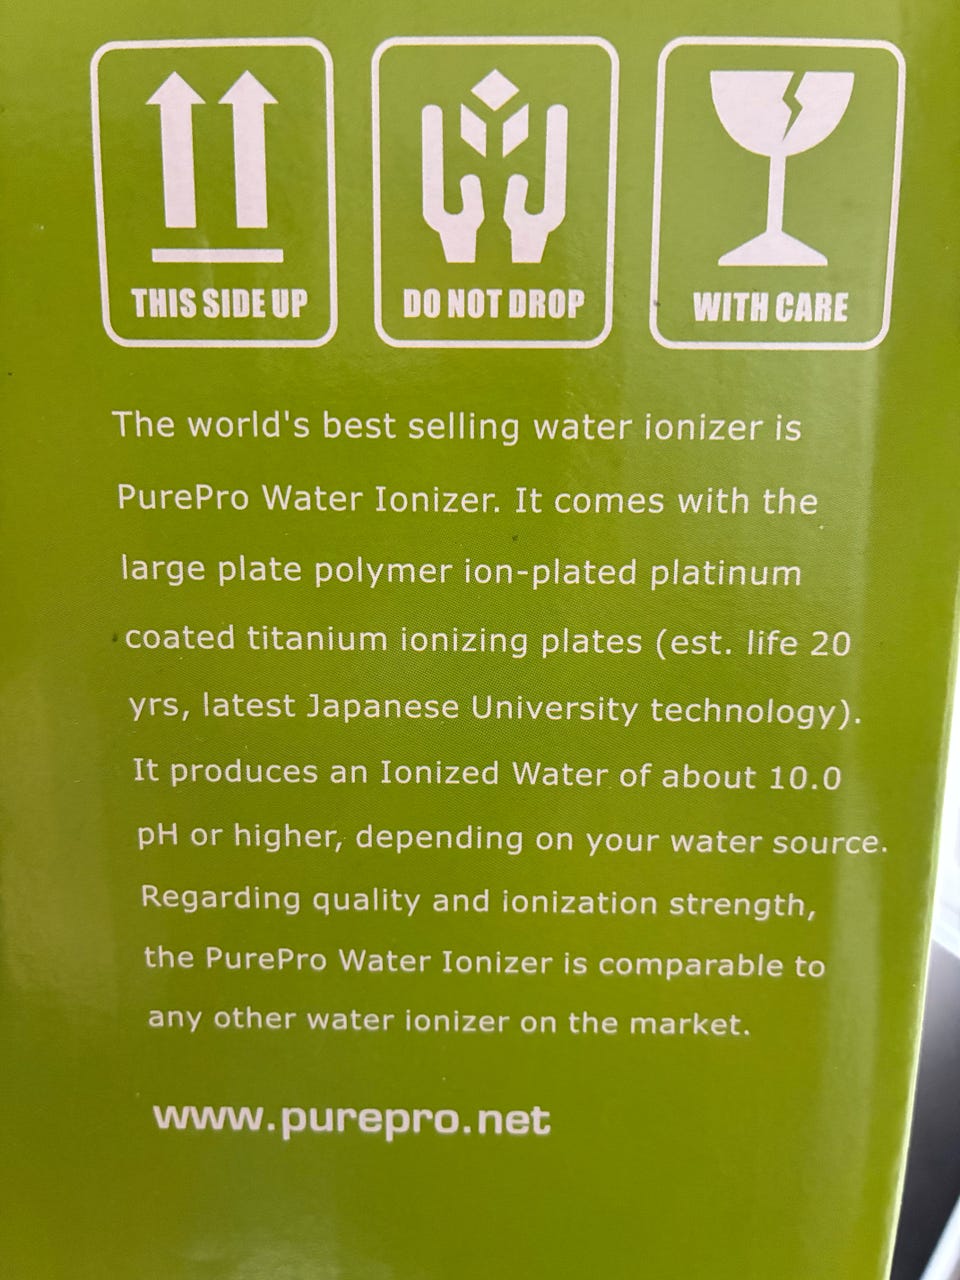 THIS SIDE UP
DO NOT DROP
WITH CARE
The world's best selling water ionizer is
PurePro Water Ionizer. It comes with the
large plate polymer ion-plated platinum
coated titanium ionizing plates (est. life 20
yrs, latest Japanese University technology).
It produces an Ionized Water of about 10.0
pH or higher, depending on your water source.
Regarding quality and ionization strength,
the PurePro Water Ionizer is comparable to
any other water ionizer on the market.
www.purepro.net